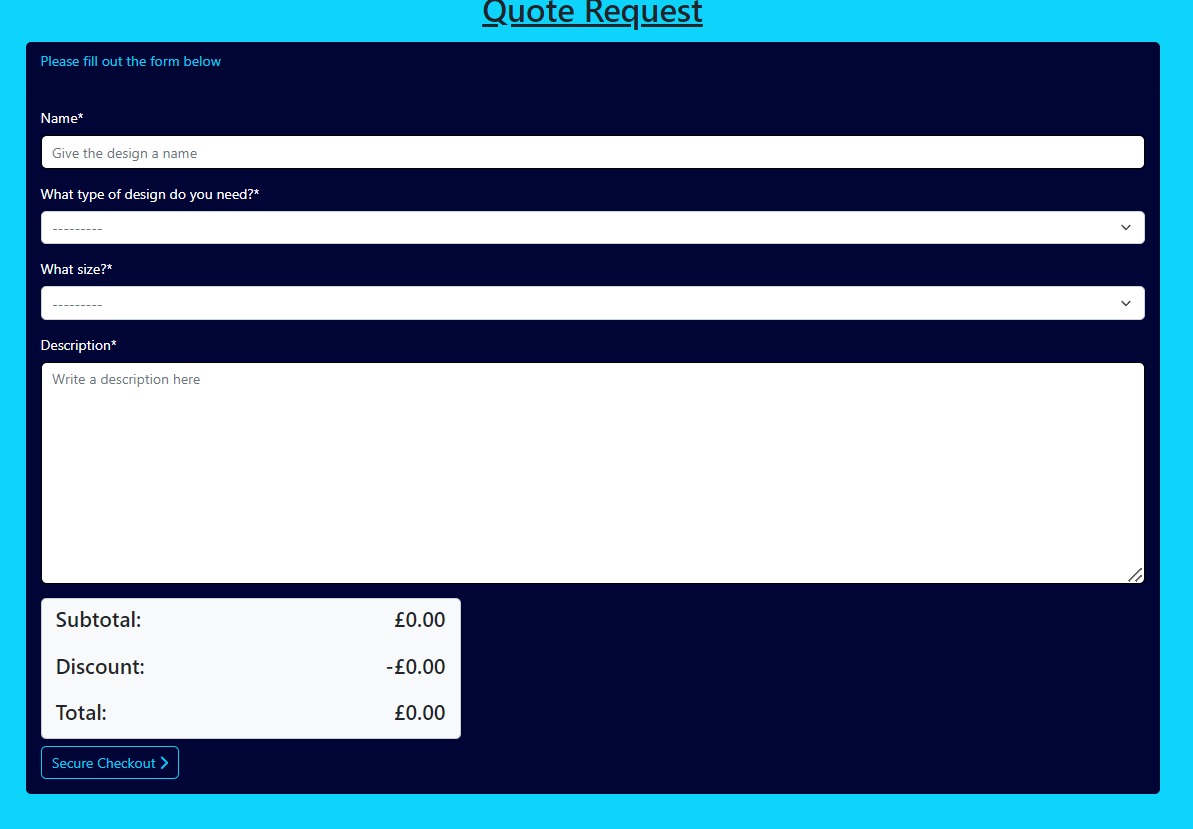 Quote Request
Please fill out the form below
Name*
Give the design a name
What type of design do you need?*
---------
What size?*
---------
Description*
Write a description here
Subtotal: £0.00
Discount: -£0.00
Total: £0.00
Secure Checkout